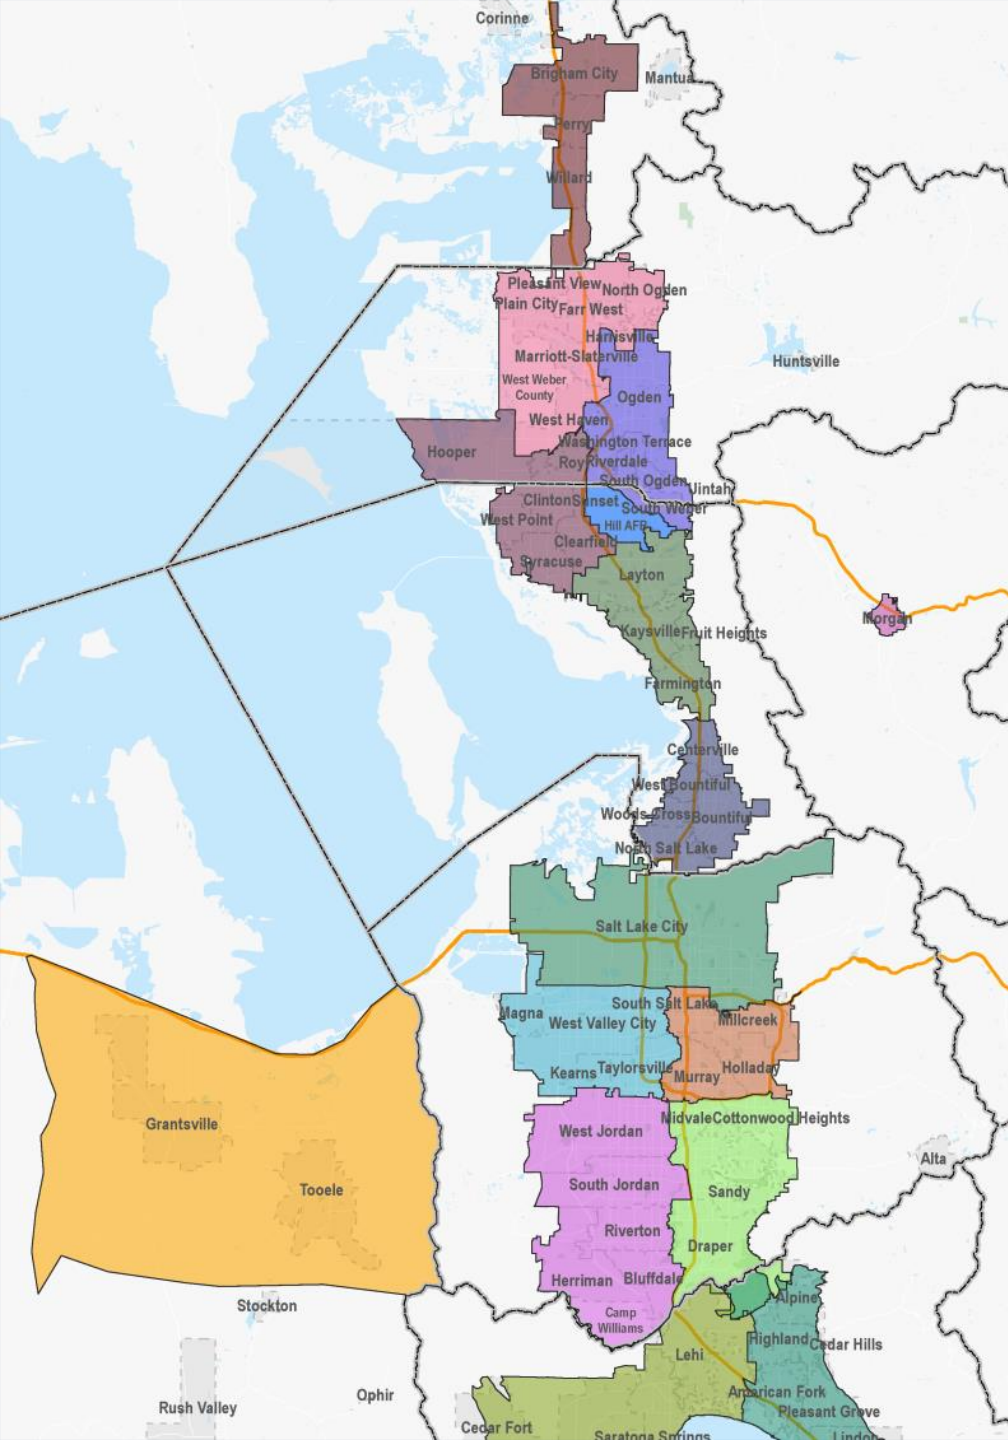 Corinne
Brigham City
Mantua
Perry
Willard
Pleasant View
North Ogden
Plain City
Farr West
Harrisville
Marriott-Slaterville
Huntsville
West Weber
County
Ogden
West Haven
Washington Terrace
Hooper
Roy
Riverdale
South Ogden
Uintah
Clinton
Sunset
South Weber
West Point
Hill AFB
Clearfield
Syracuse
Layton
Morgan
Kaysville
Fruit Heights
Farmington
Centerville
West Bountiful
Woods Cross
Bountiful
North Salt Lake
Salt Lake City
South Salt Lake
Magna
West Valley City
Millcreek
Kearns
Taylorsville
Murray
Holladay
Grantsville
West Jordan
Midvale
Cottonwood Heights
Alta
Tooele
South Jordan
Sandy
Riverton
Draper
Herriman
Bluffdale
Stockton
Camp
Williams
Alpine
Highland
Cedar Hills
Lehi
Rush Valley
Ophir
American Fork
Pleasant Grove
Cedar Fort
Saratoga Springs
Lindon